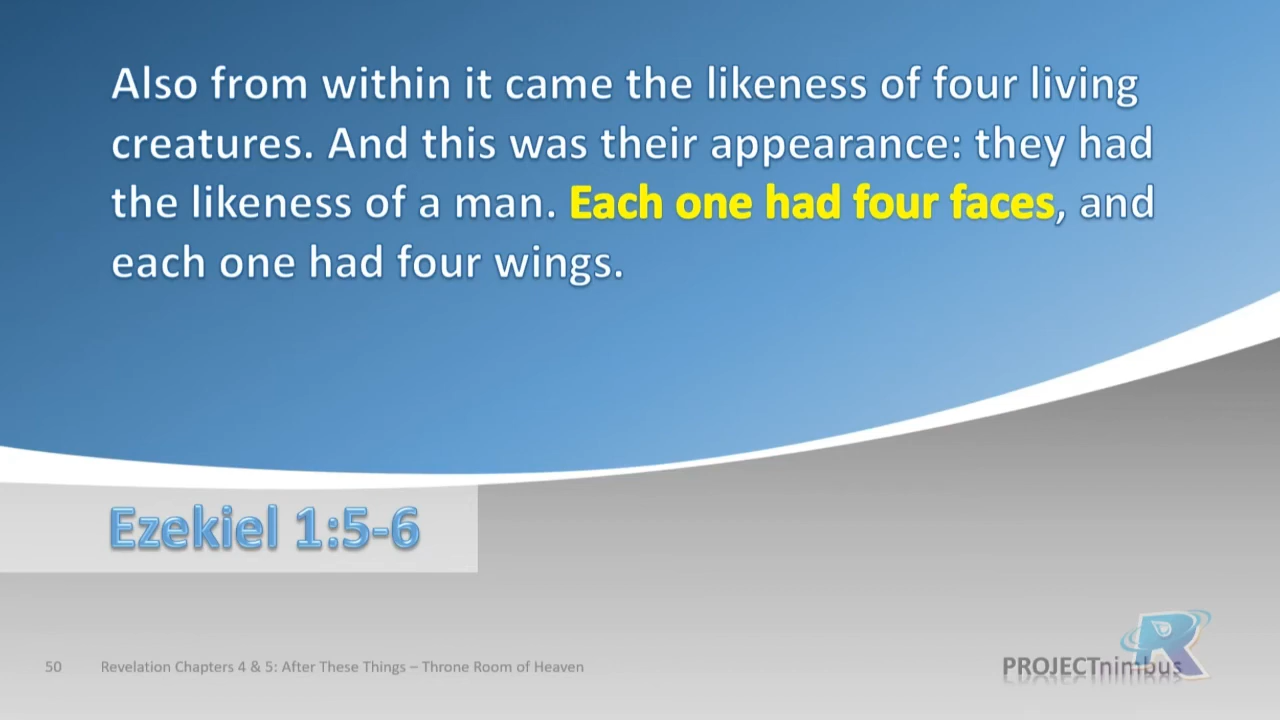 Also from within it came the likeness of four living
creatures. And this was their appearance: they had
the likeness of a man. Each one had four faces, and
each one had four wings.
Ezekiel 1:5-6
50 Revelation Chapters 4 & 5: After These Things – Throne Room of Heaven
PROJECTnimbus
R